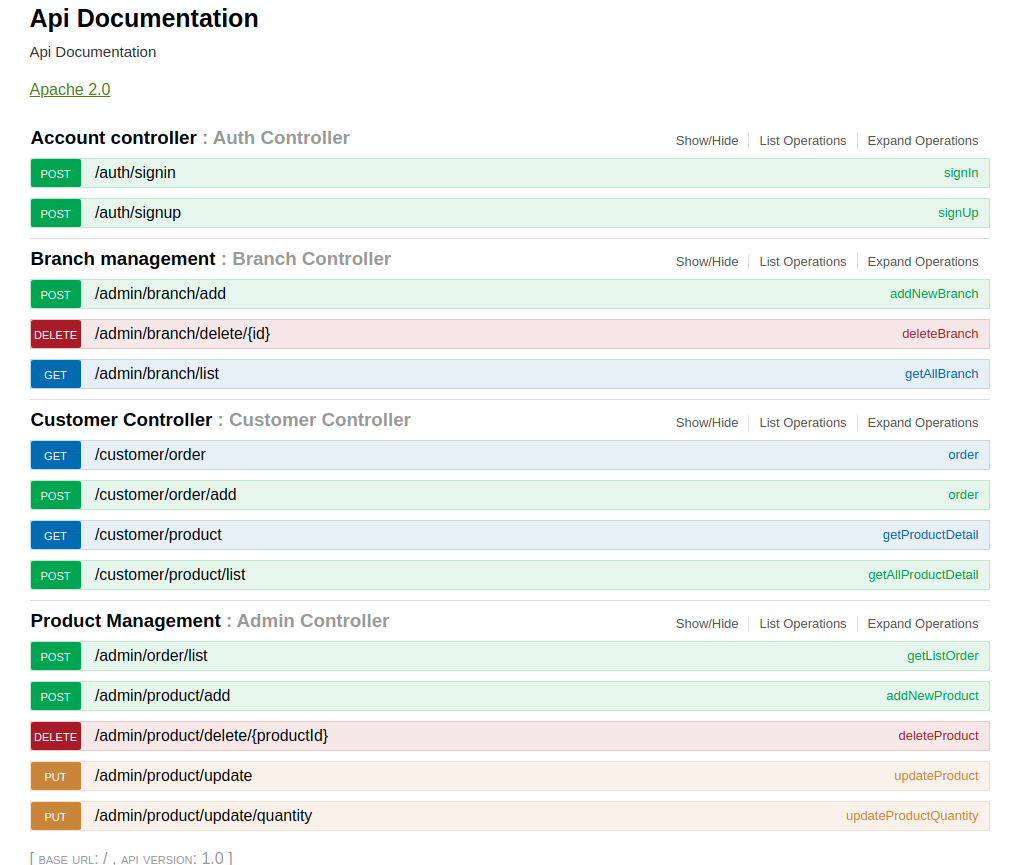 Api Documentation
Api Documentation
Apache 2.0
Account controller : Auth Controller Show/Hide List Operations Expand Operations
POST /auth/signin signIn
POST /auth/signup signUp
Branch management : Branch Controller Show/Hide List Operations Expand Operations
POST /admin/branch/add addNewBranch
DELETE /admin/branch/delete/{id} deleteBranch
GET /admin/branch/list getAllBranch
Customer Controller : Customer Controller Show/Hide List Operations Expand Operations
GET /customer/order order
POST /customer/order/add order
GET /customer/product getProductDetail
POST /customer/product/list getAllProductDetail
Product Management : Admin Controller Show/Hide List Operations Expand Operations
POST /admin/order/list getListOrder
POST /admin/product/add addNewProduct
DELETE /admin/product/delete/{productId} deleteProduct
PUT /admin/product/update updateProduct
PUT /admin/product/update/quantity updateProductQuantity
[ BASE URL: / , API VERSION: 1.0 ]